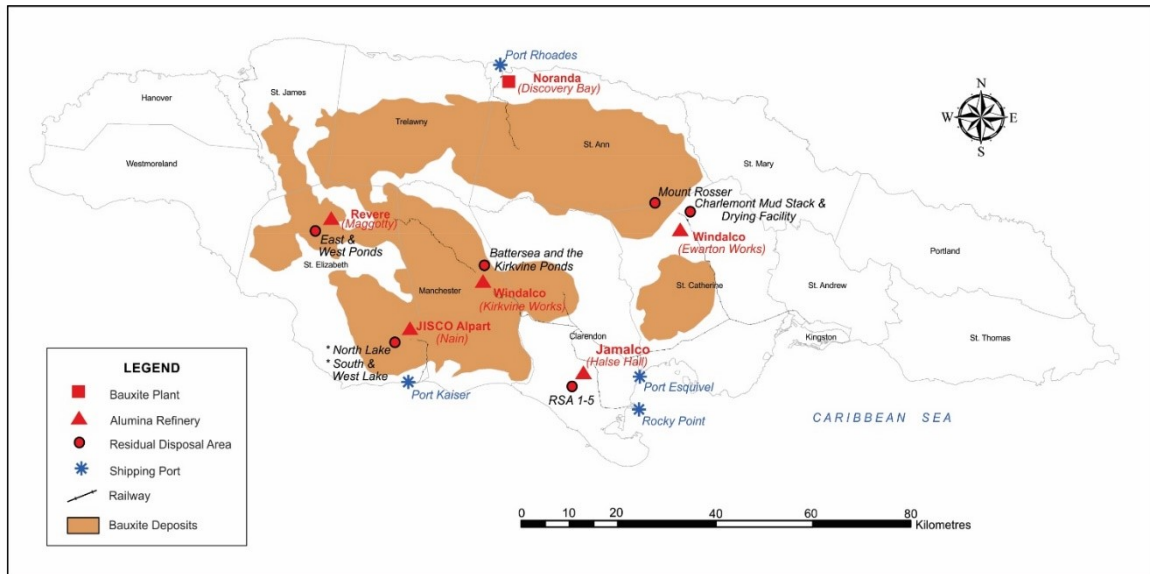 Port Rhoades
Noranda
(Discovery Bay)
Hanover
St. James
Trelawny
Westmoreland
St. Ann
St. Mary
N
W E
S
Mount Rosser
Charlemont Mud Stack &
Drying Facility
Revere
(Maggotty)
East &
West Ponds
St. Elizabeth
Windalco
(Ewarton Works)
Portland
Battersea and the
Kirkvine Ponds
Manchester
Windalco
(Kirkvine Works)
St. Catherine
St. Andrew
JISCO Alpart
(Nain)
* North Lake
* South &
West Lake
Clarendon
Kingston
St. Thomas
Jamalco
(Halse Hall)
Port Kaiser
RSA 1-5
Port Esquivel
Rocky Point
CARIBBEAN SEA
LEGEND
Bauxite Plant
Alumina Refinery
Residual Disposal Area
Shipping Port
Railway
Bauxite Deposits
0 5 10 20 40 60 80
Kilometres